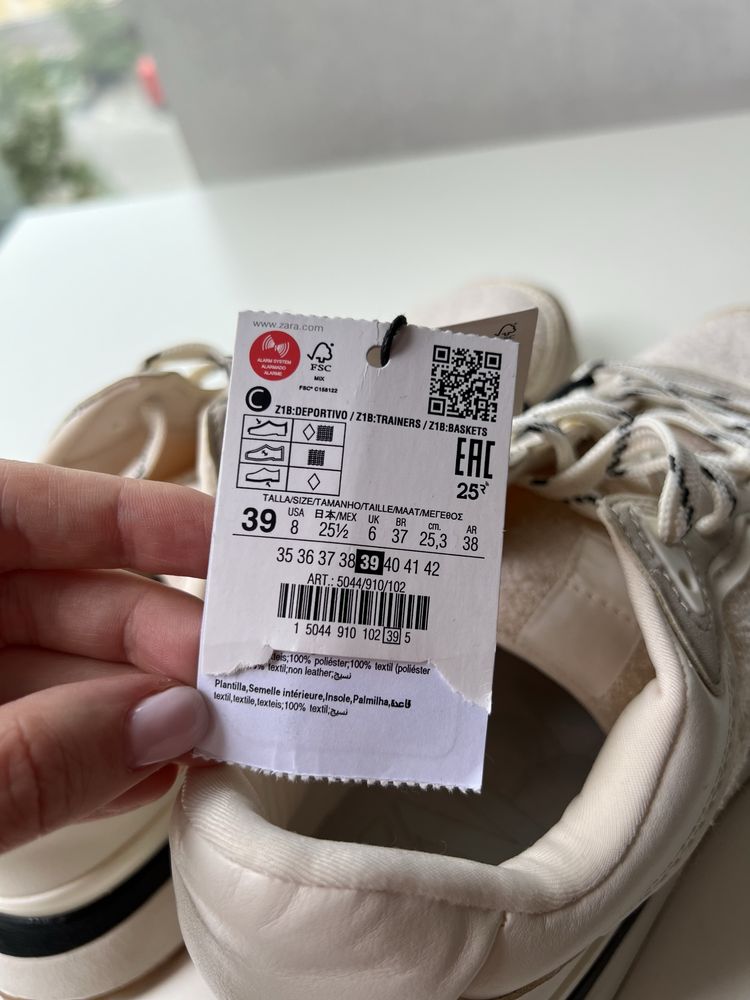 www.zara.com
ALARM SYSTEM
ALARMADO
ALARME
FSC
MIX
FSC® C158122
C
Z1B:DEPORTIVO / Z1B:TRAINERS / Z1B:BASKETS
EAC
25
TALLA/SIZE/TAMANHO/TAILLE/MAAT/ΜΕΓΕΘΟΣ
39 USA 8 日本/MEX 25½ UK 6 BR 37 cm. 25,3 AR 38
35 36 37 38 39 40 41 42
ART.: 5044/910/102
1 5044 910 102 39 5
100% poliéster;100% textil (poliéster
textil;non leather;نسيج
Plantilla,Semelle intérieure,Insole,Palmilha,قاعدة
textil,textile,texteis;100% textil;نسيج